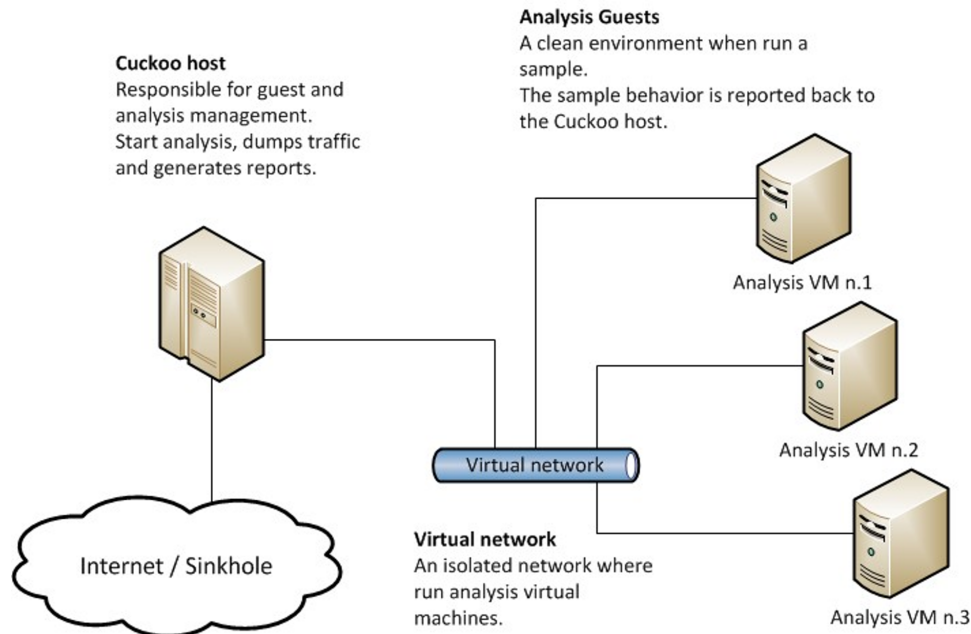 Cuckoo host
Responsible for guest and
analysis management.
Start analysis, dumps traffic
and generates reports.
Analysis Guests
A clean environment when run a
sample.
The sample behavior is reported back to
the Cuckoo host.
Analysis VM n.1
Analysis VM n.2
Virtual network
Analysis VM n.3
Internet / Sinkhole
Virtual network
An isolated network where
run analysis virtual
machines.